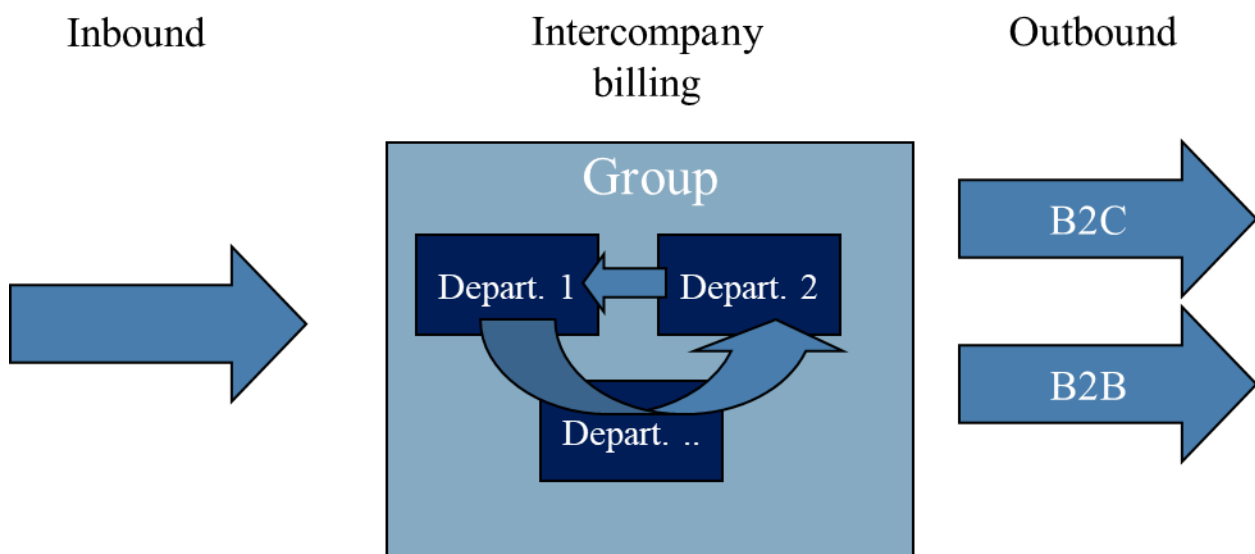 Inbound
Intercompany
billing
Outbound
Group
Depart. 1
Depart. 2
Depart. ..
B2C
B2B